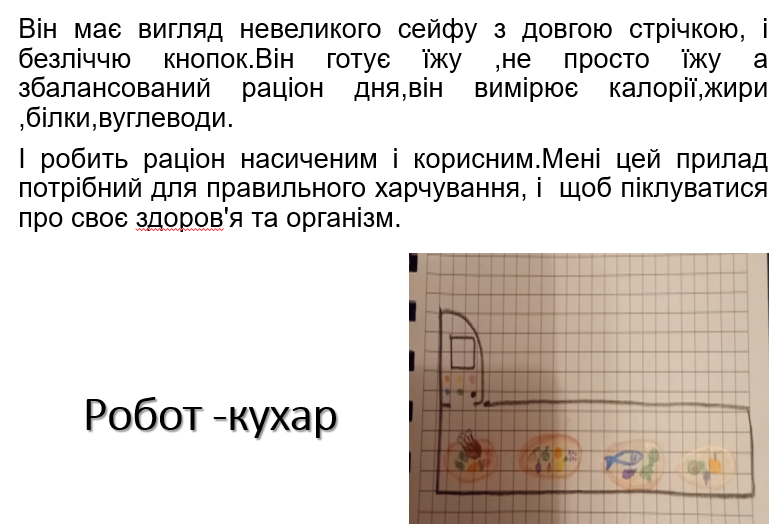 Він має вигляд невеликого сейфу з довгою стрічкою, і
безліччю кнопок.Він готує їжу ,не просто їжу а
збалансований раціон дня,він вимірює калорії,жири
,білки,вуглеводи.
І робить раціон насиченим і корисним.Мені цей прилад
потрібний для правильного харчування, і щоб піклуватися
про своє здоров'я та організм.
Робот -кухар